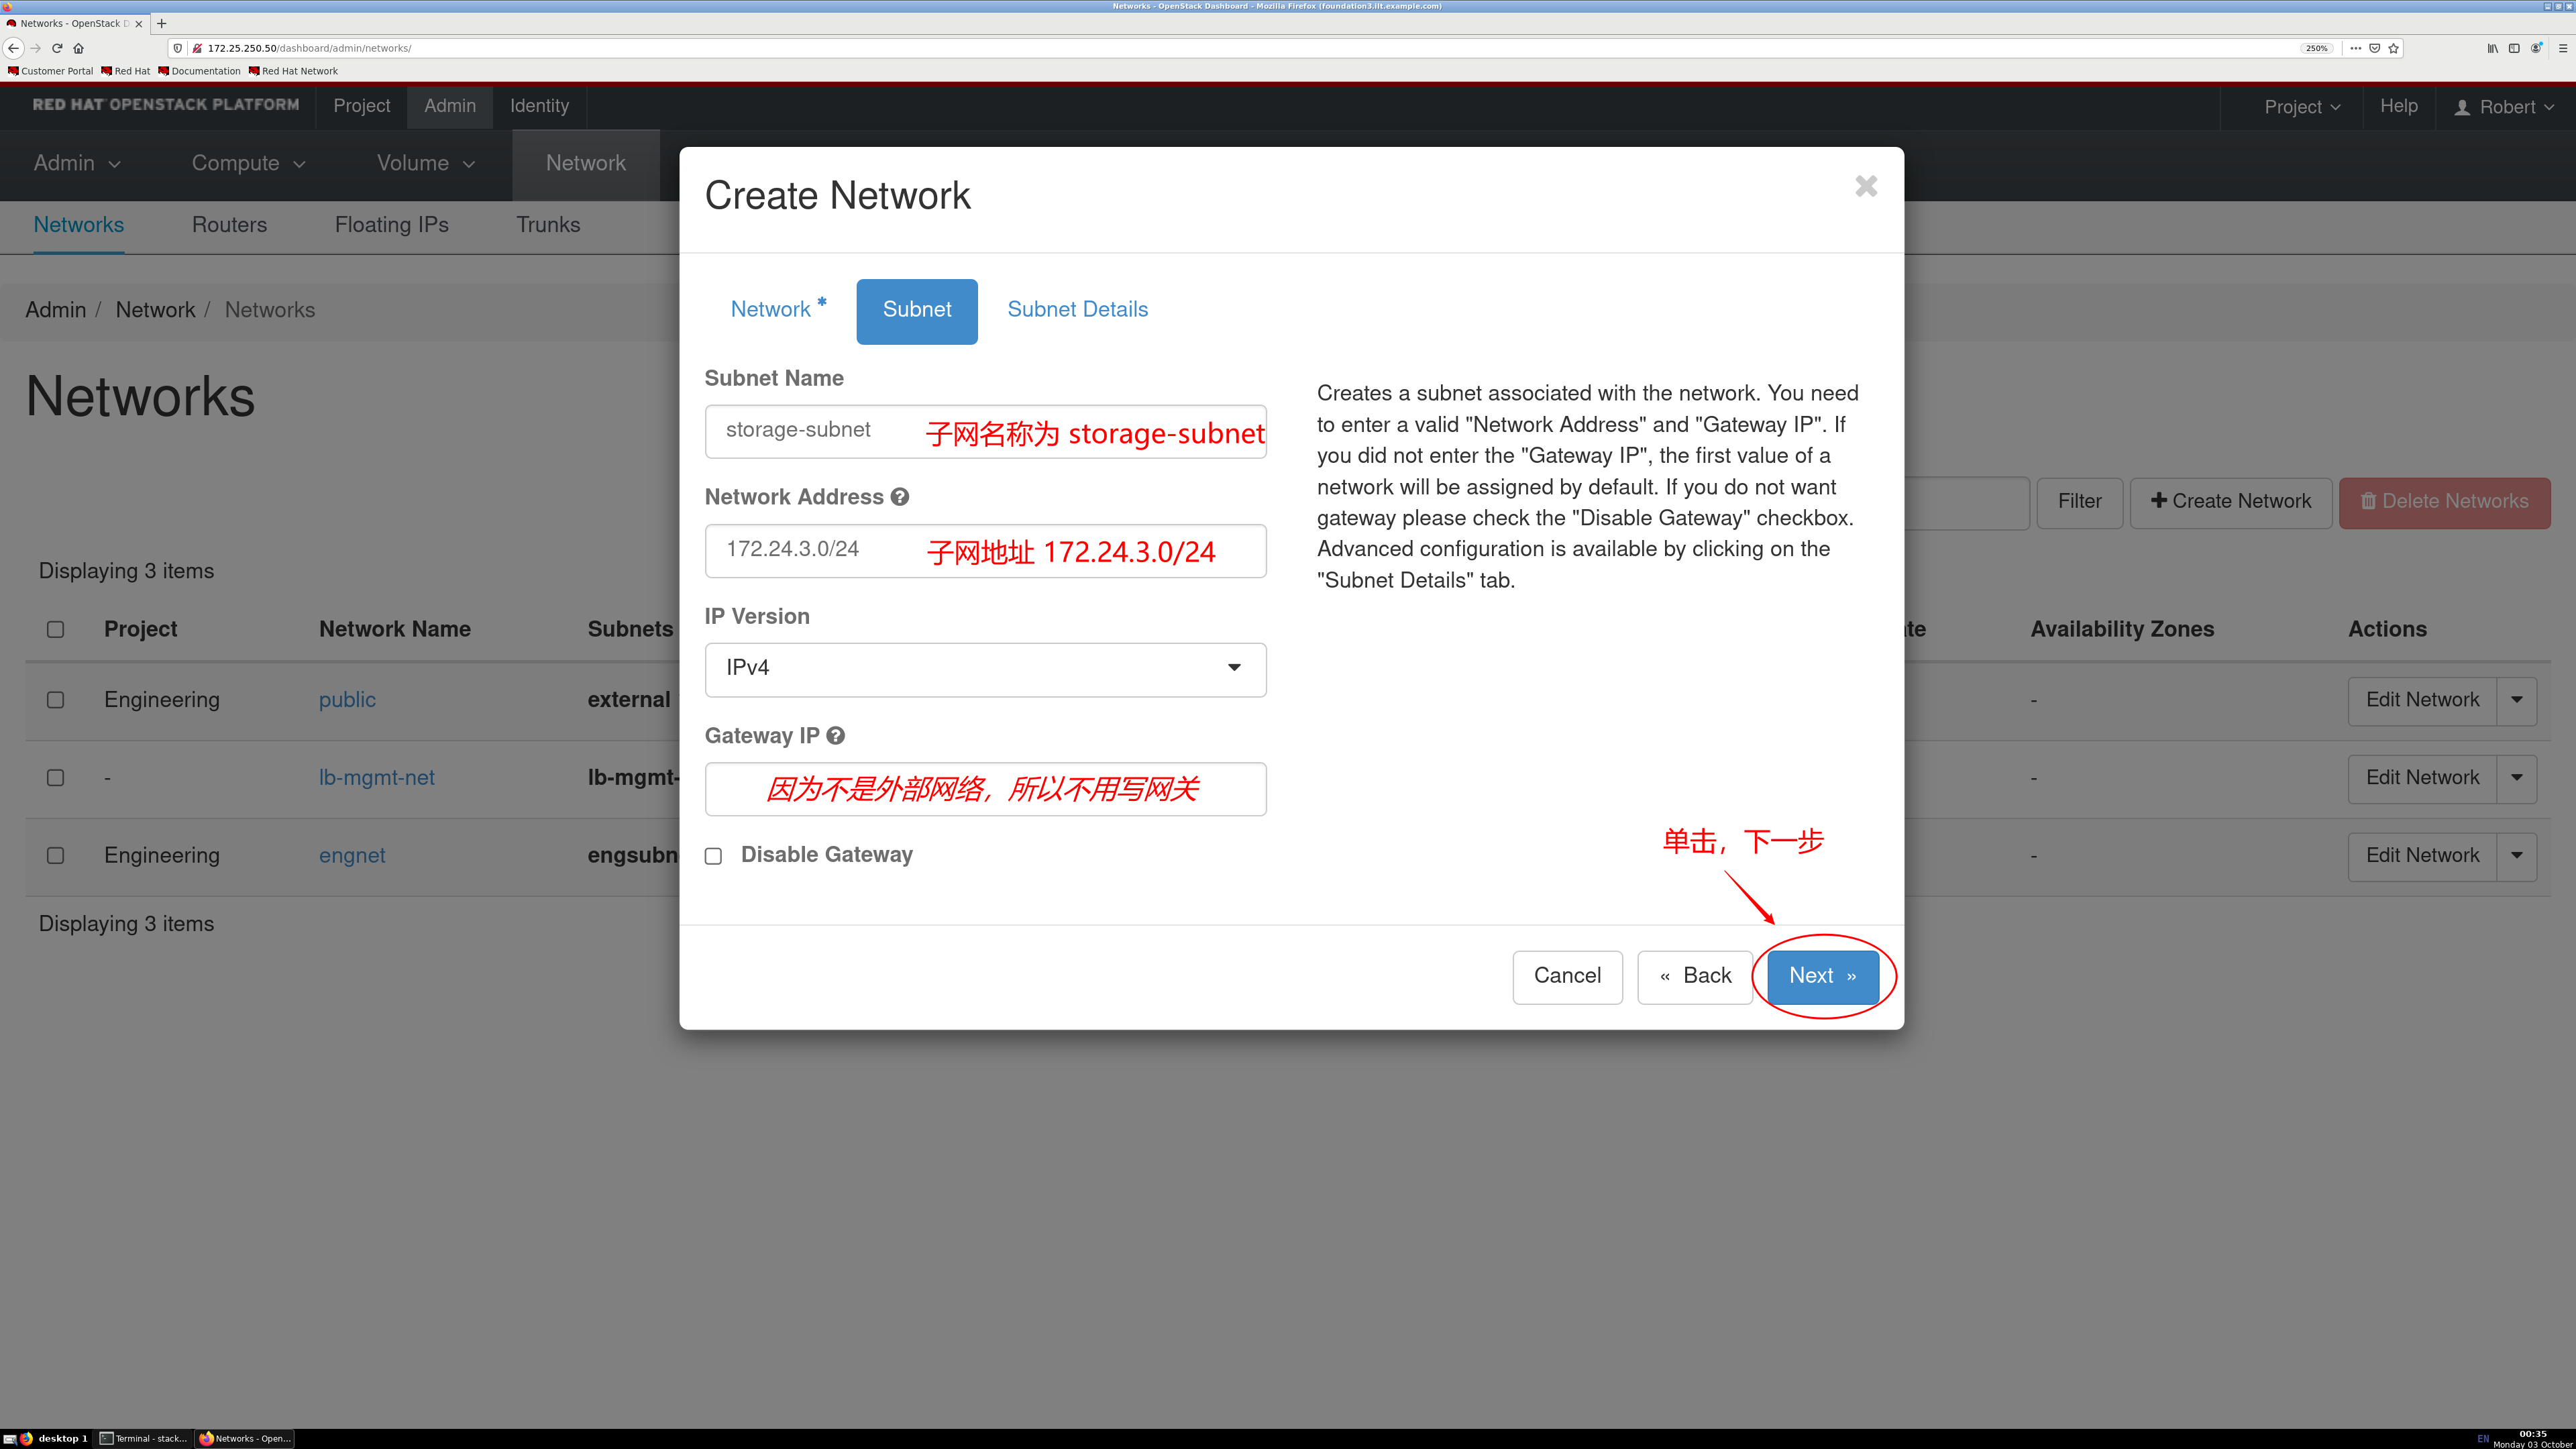 Networks - OpenStack Dashboard - Mozilla Firefox (foundation3.ilt.example.com)
Networks - OpenStack D
172.25.250.50/dashboard/admin/networks/
250%
Customer Portal Red Hat Documentation Red Hat Network
RED HAT OPENSTACK PLATFORM Project Admin Identity Project Help Robert
Admin Compute Volume Network
Networks Routers Floating IPs Trunks
Admin / Network / Networks
Networks
Filter Create Network Delete Networks
Displaying 3 items
Project Network Name Subnets Availability Zones Actions
Engineering public external - Edit Network
- lb-mgmt-net lb-mgmt- - Edit Network
Engineering engnet engsubn - Edit Network
Displaying 3 items
Create Network
Network * Subnet Subnet Details
Subnet Name
storage-subnet 子网名称为 storage-subnet
Network Address
172.24.3.0/24 子网地址 172.24.3.0/24
IP Version
IPv4
Gateway IP
因为不是外部网络，所以不用写网关
Disable Gateway
Creates a subnet associated with the network. You need
to enter a valid "Network Address" and "Gateway IP". If
you did not enter the "Gateway IP", the first value of a
network will be assigned by default. If you do not want
gateway please check the "Disable Gateway" checkbox.
Advanced configuration is available by clicking on the
"Subnet Details" tab.
单击，下一步
Cancel « Back Next »
desktop 1 Terminal - stack... Networks - Open... EN 00:35
Monday 03 October